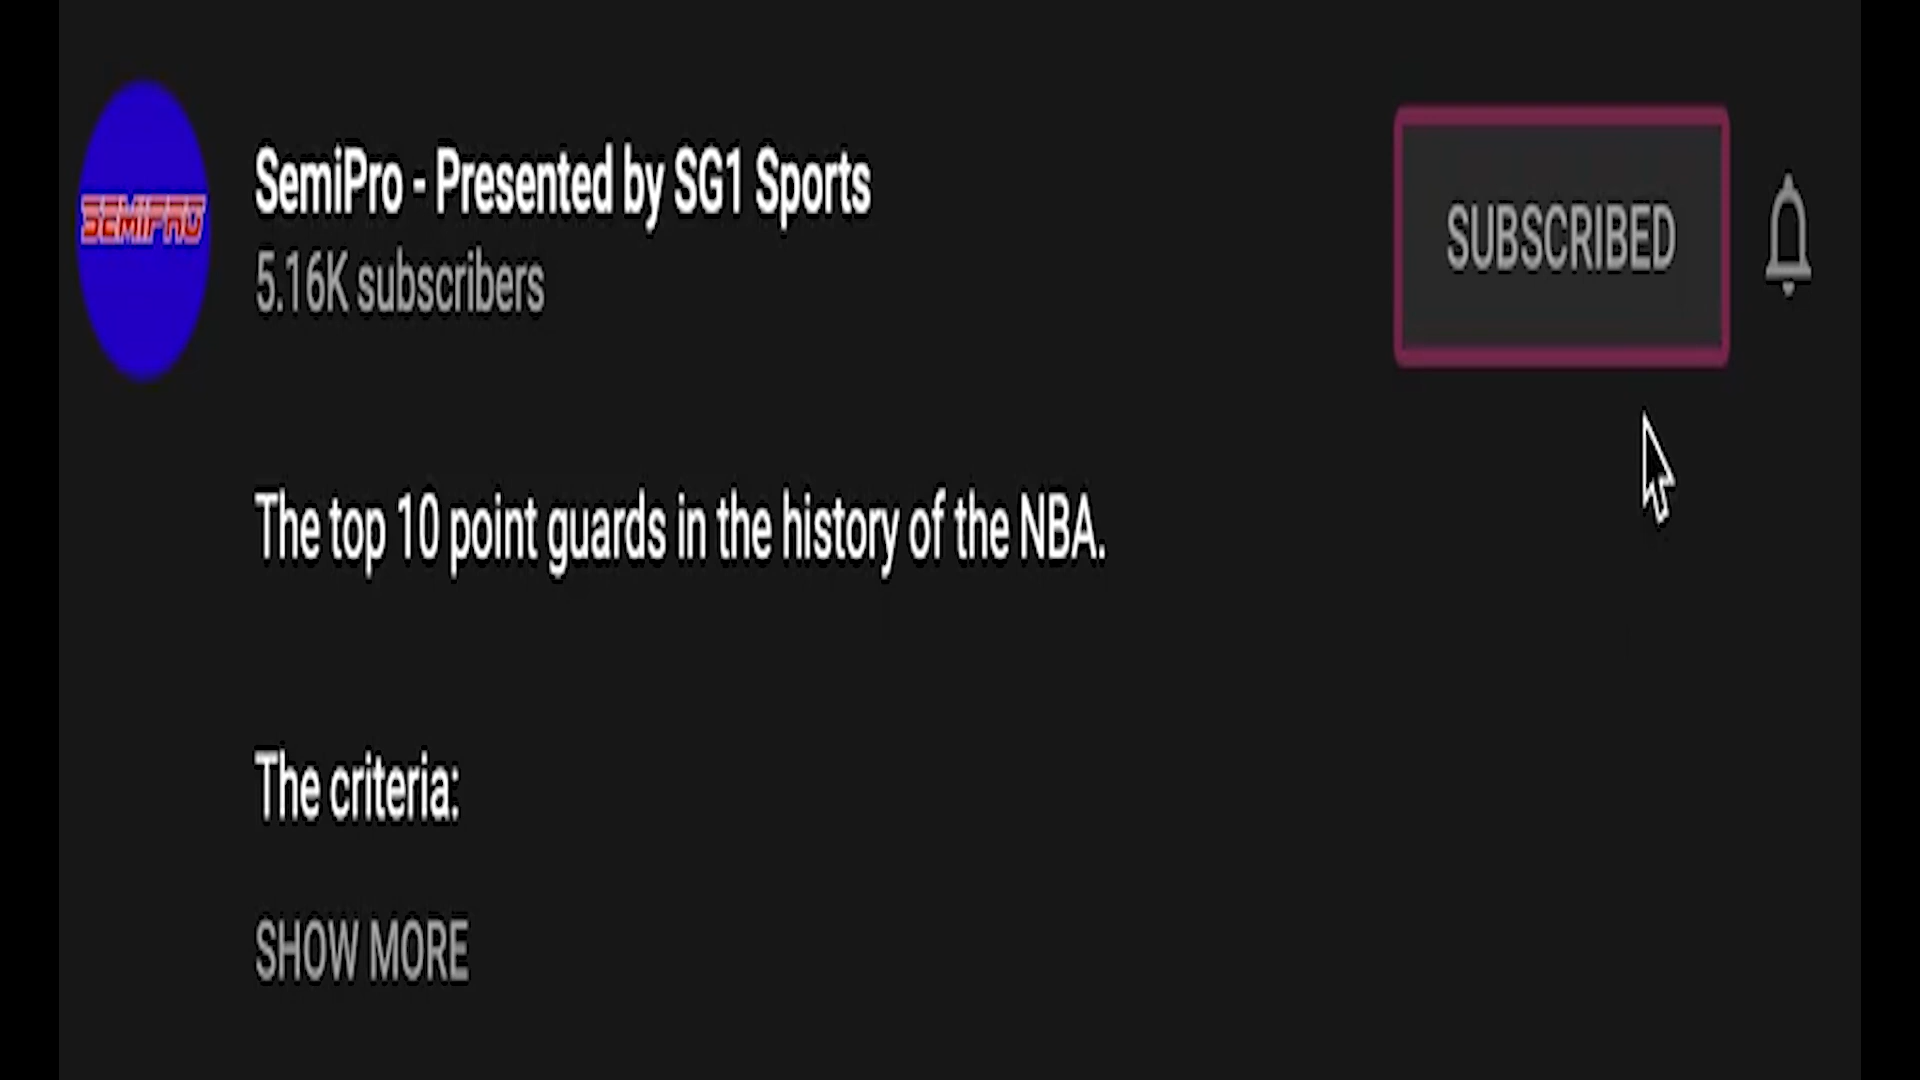 SEMIPRO
SemiPro - Presented by SG1 Sports
5.16K subscribers
SUBSCRIBED
The top 10 point guards in the history of the NBA.
The criteria:
SHOW MORE